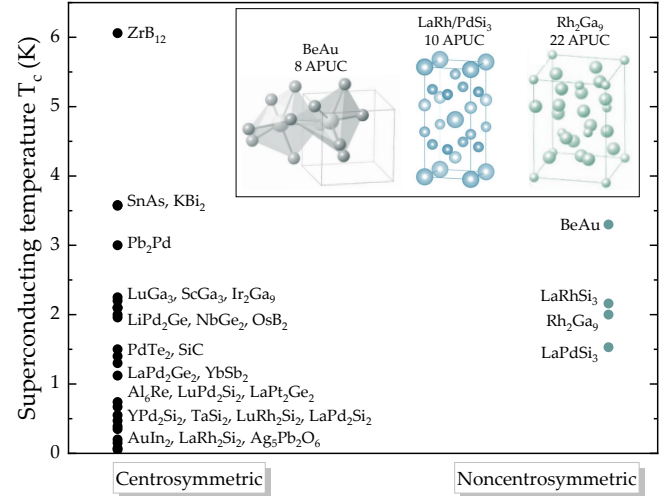 Superconducting temperature T_c (K)
6
5
4
3
2
1
0
ZrB₁₂
SnAs, KBi₂
Pb₂Pd
LuGa₃, ScGa₃, Ir₂Ga₉
LiPd₂Ge, NbGe₂, OsB₂
PdTe₂, SiC
LaPd₂Ge₂, YbSb₂
Al₆Re, LuPd₂Si₂, LaPt₂Ge₂
YPd₂Si₂, TaSi₂, LuRh₂Si₂, LaPd₂Si₂
AuIn₂, LaRh₂Si₂, Ag₅Pb₂O₆
BeAu
8 APUC
LaRh/PdSi₃
10 APUC
Rh₂Ga₉
22 APUC
BeAu
LaRhSi₃
Rh₂Ga₉
LaPdSi₃
Centrosymmetric
Noncentrosymmetric